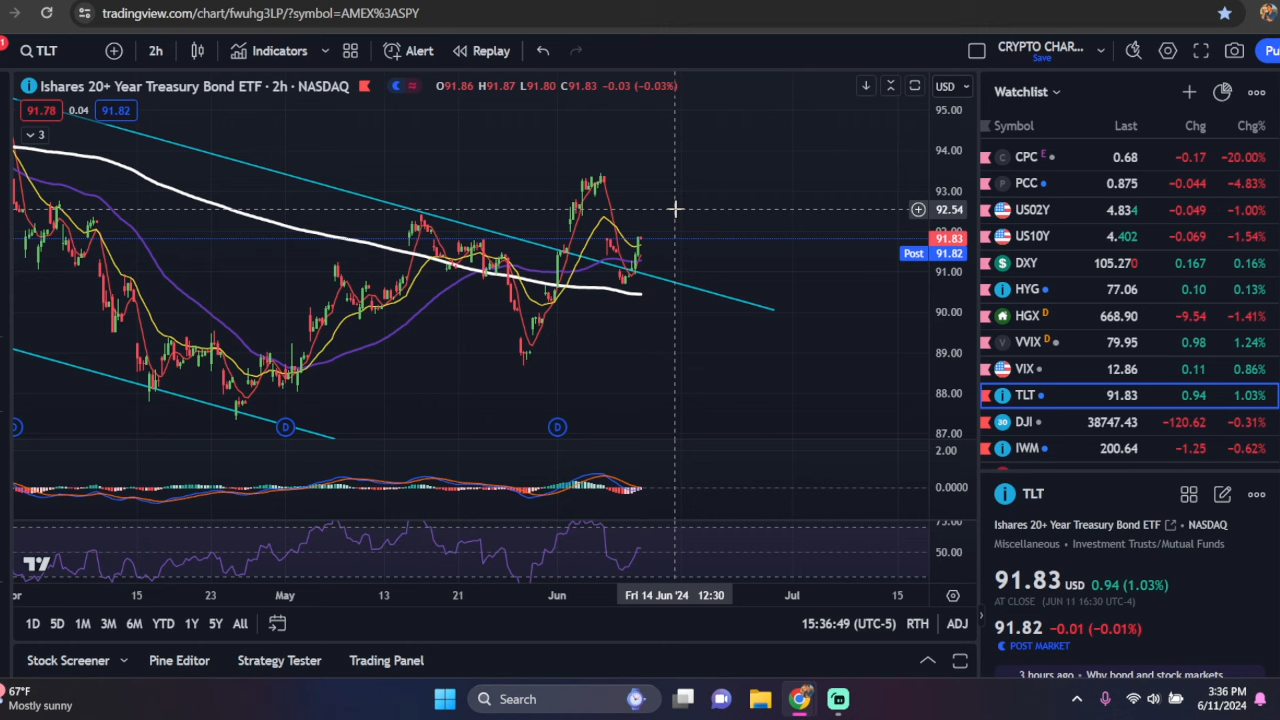 tradingview.com/chart/fwuhg3LP/?symbol=AMEX%3ASPY
TLT 2h Indicators Alert Replay CRYPTO CHAR... Save Pu
Ishares 20+ Year Treasury Bond ETF · 2h · NASDAQ O91.86 H91.87 L91.80 C91.83 -0.03 (-0.03%) USD
91.78 0.04 91.82
3
95.00
94.00
93.00
92.54
91.83
Post 91.82
91.00
90.00
89.00
88.00
87.00
D D
2.00
0.0000
75.00
50.00
15 23 May 13 21 Jun Fri 14 Jun '24 12:30 Jul 15
1D 5D 1M 3M 6M YTD 1Y 5Y All 15:36:49 (UTC-5) RTH ADJ
Stock Screener Pine Editor Strategy Tester Trading Panel
Watchlist
Symbol Last Chg Chg%
CPC E 0.68 -0.17 -20.00%
PCC 0.875 -0.044 -4.83%
US02Y 4.834 -0.049 -1.00%
US10Y 4.402 -0.069 -1.54%
DXY 105.270 0.167 0.16%
HYG 77.06 0.10 0.13%
HGX D 668.90 -9.54 -1.41%
VVIX D 79.95 0.98 1.24%
VIX 12.86 0.11 0.86%
TLT 91.83 0.94 1.03%
DJI 38747.43 -120.62 -0.31%
IWM 200.64 -1.25 -0.62%
TLT
Ishares 20+ Year Treasury Bond ETF • NASDAQ
Miscellaneous • Investment Trusts/Mutual Funds
91.83 USD 0.94 (1.03%)
AT CLOSE (JUN 11 16:30 UTC-4)
91.82 -0.01 (-0.01%)
POST MARKET
3 hours ago • Why bond and stock markets
67°F
Mostly sunny
Search
3:36 PM
6/11/2024